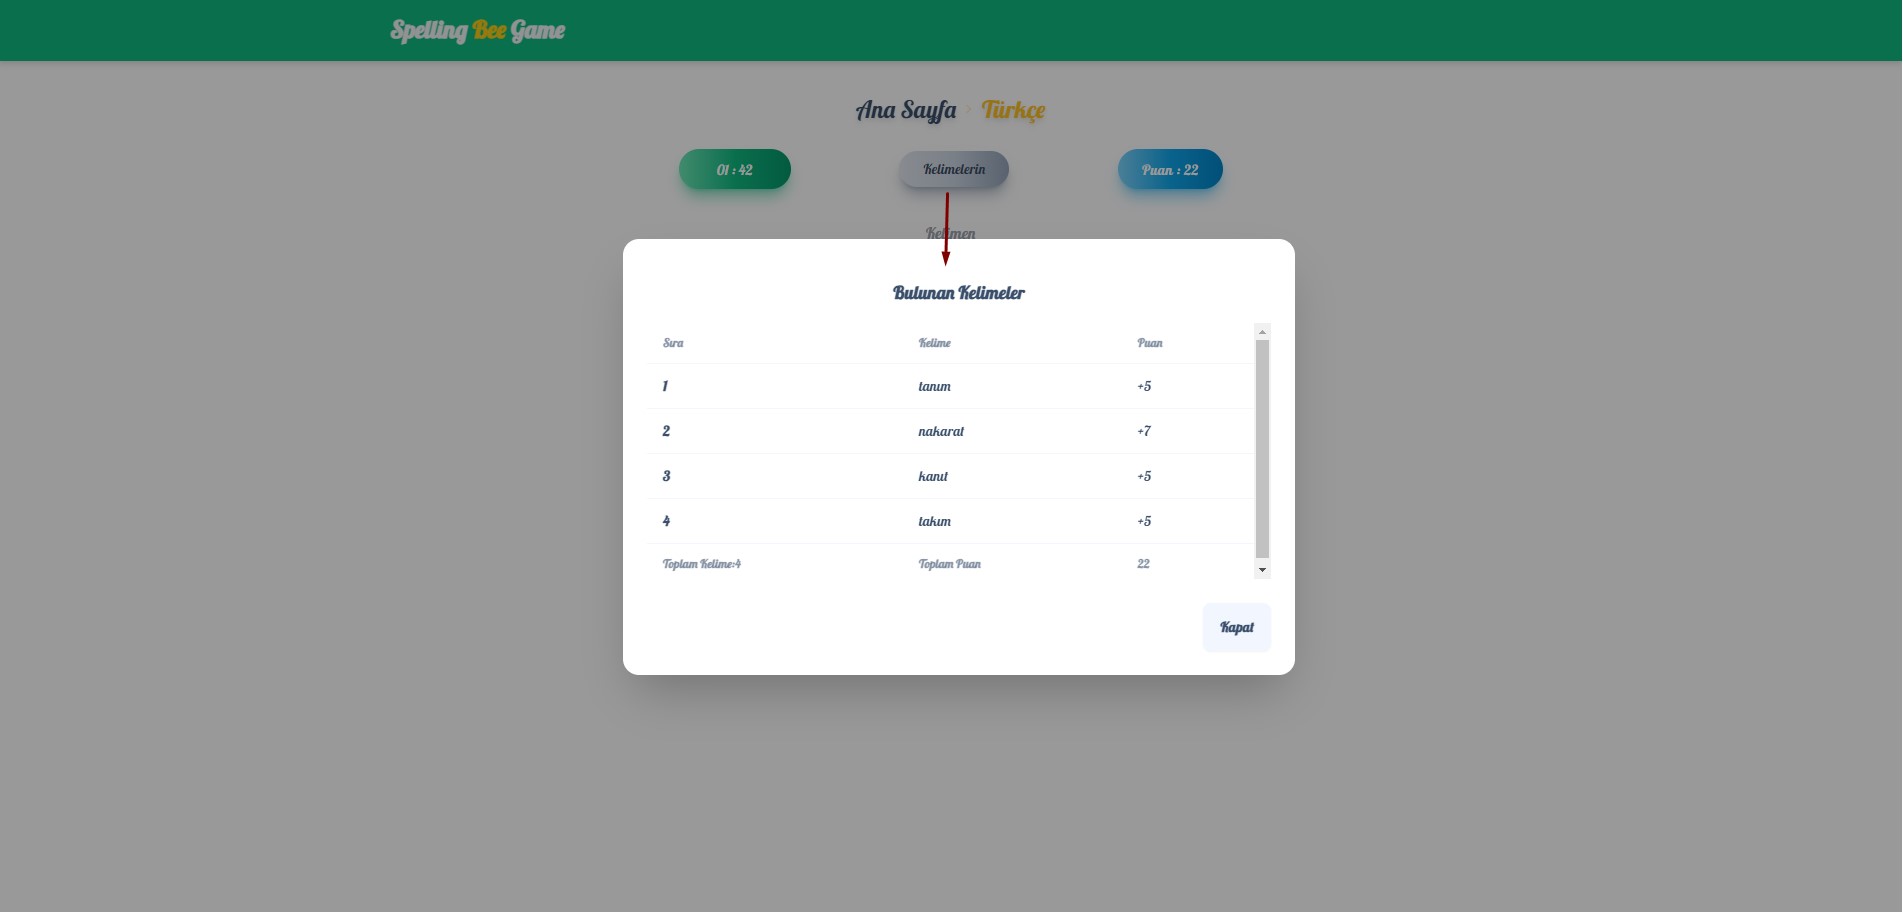 Spelling Bee Game
Ana Sayfa > Türkçe
01 : 42
Kelimelerin
Puan : 22
Kelimen
Bulunan Kelimeler
Sıra Kelime Puan
1 tanım +5
2 nakarat +7
3 kanıt +5
4 takım +5
Toplam Kelime:4 Toplam Puan 22
Kapat